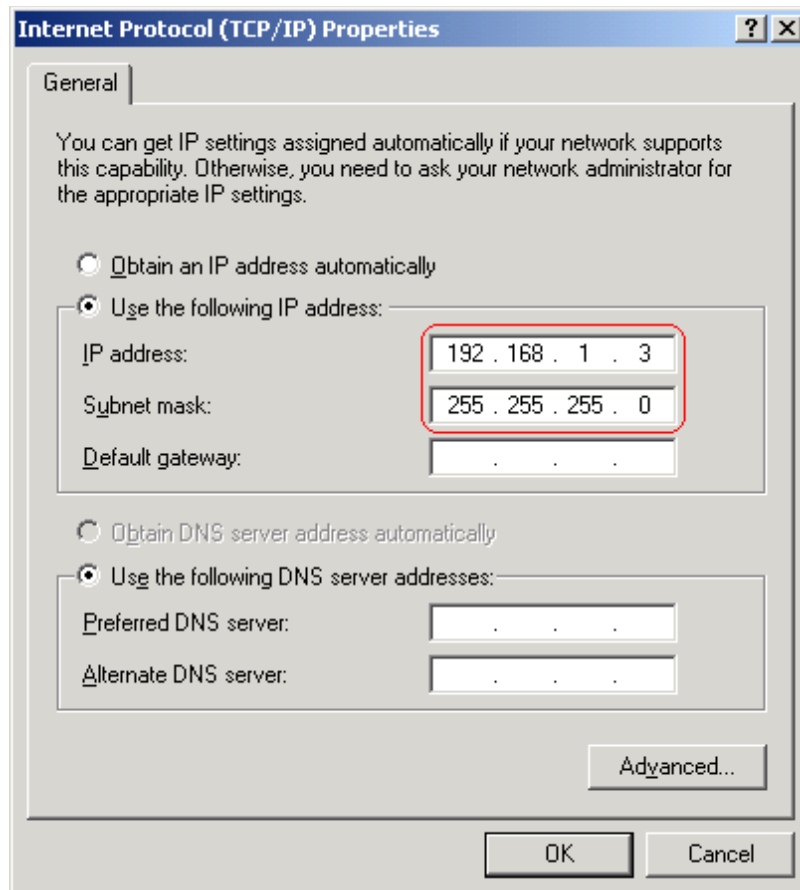 Internet Protocol (TCP/IP) Properties
General
You can get IP settings assigned automatically if your network supports
this capability. Otherwise, you need to ask your network administrator for
the appropriate IP settings.
Obtain an IP address automatically
Use the following IP address:
IP address: 192 . 168 . 1 . 3
Subnet mask: 255 . 255 . 255 . 0
Default gateway: . . .
Obtain DNS server address automatically
Use the following DNS server addresses:
Preferred DNS server: . . .
Alternate DNS server: . . .
Advanced...
OK Cancel